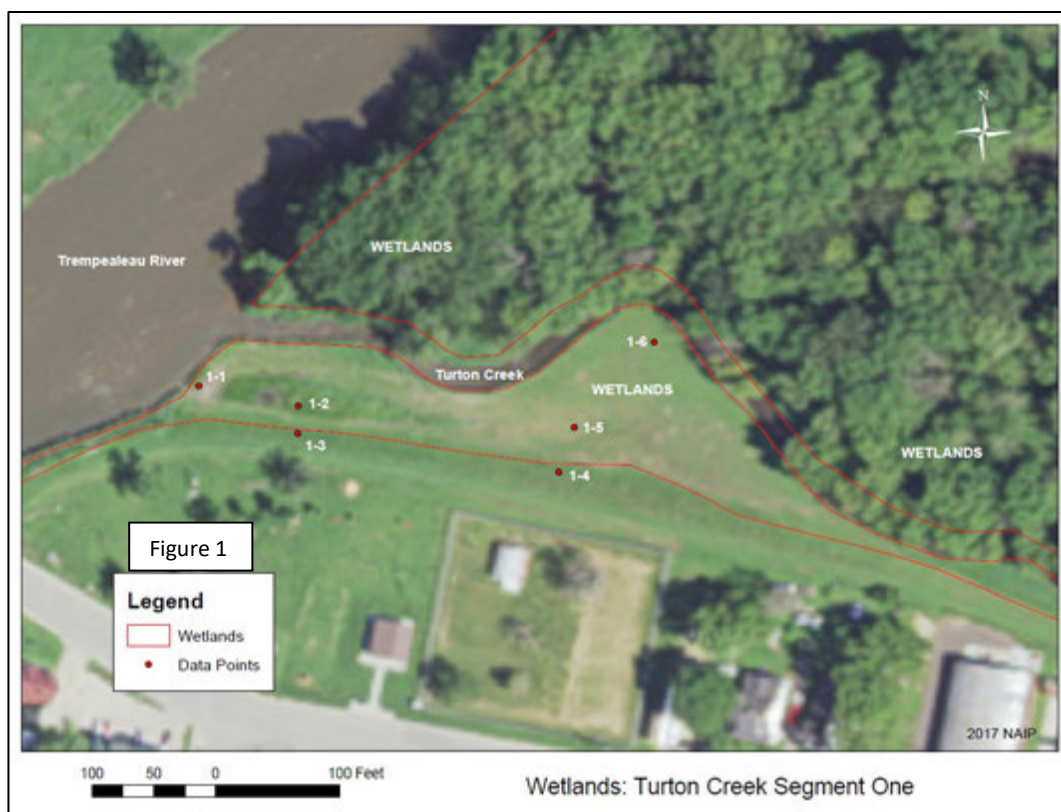 N
WETLANDS
Trempealeau River
1-6
Turton Creek
1-1
WETLANDS
1-2
1-5
1-3
WETLANDS
1-4
Figure 1
Legend
Wetlands
Data Points
2017 NAIP
100 50 0 100 Feet
Wetlands: Turton Creek Segment One